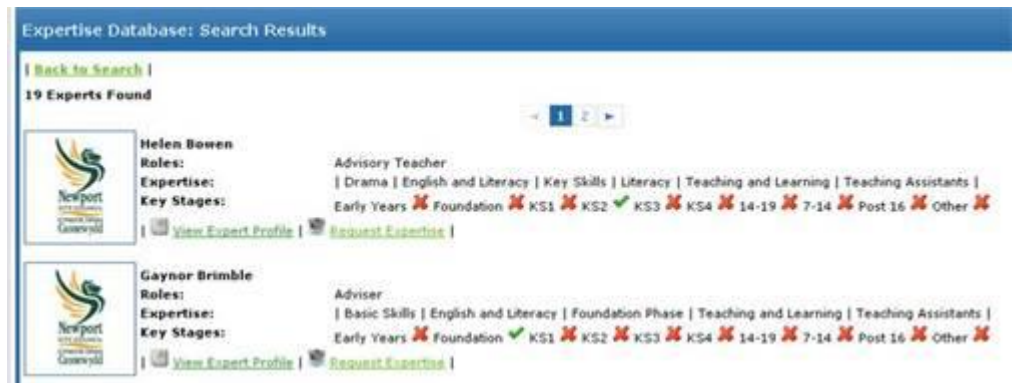 Expertise Database: Search Results
| Back to Search |
19 Experts Found
1 2
Helen Bowen
Roles: Advisory Teacher
Expertise: | Drama | English and Literacy | Key Skills | Literacy | Teaching and Learning | Teaching Assistants |
Key Stages: Early Years ✘ Foundation ✘ KS1 ✘ KS2 ✔ KS3 ✘ KS4 ✘ 14-19 ✘ 7-14 ✘ Post 16 ✘ Other ✘
| View Expert Profile | Request Expertise |
Newport
CITY COUNCIL
Casnewydd
Gaynor Brimble
Roles: Adviser
Expertise: | Basic Skills | English and Literacy | Foundation Phase | Teaching and Learning | Teaching Assistants |
Key Stages: Early Years ✘ Foundation ✔ KS1 ✘ KS2 ✘ KS3 ✘ KS4 ✘ 14-19 ✘ 7-14 ✘ Post 16 ✘ Other ✘
| View Expert Profile | Request Expertise |
Newport
CITY COUNCIL
Casnewydd